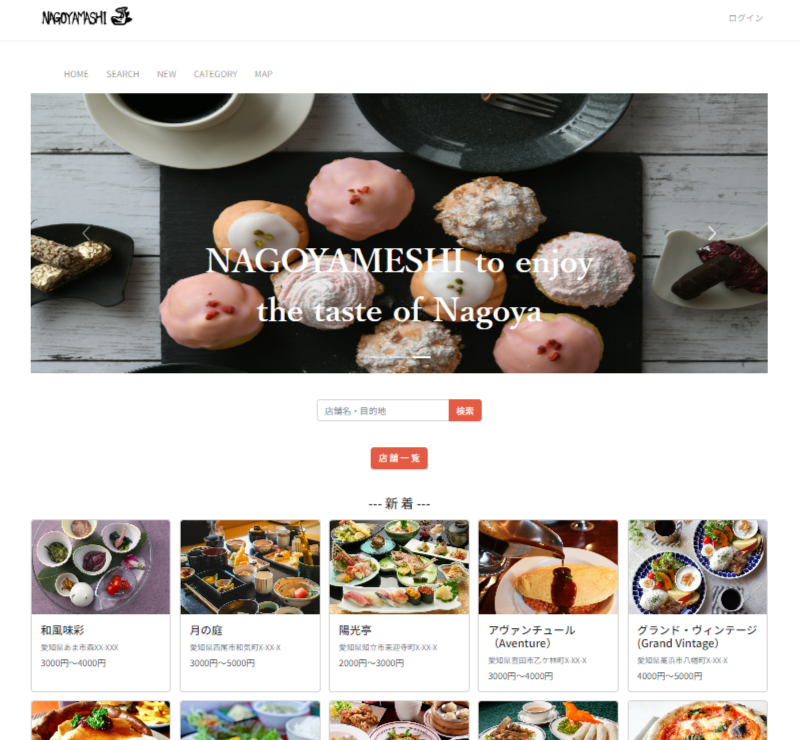 NAGOYAMASHI
ログイン
HOME SEARCH NEW CATEGORY MAP
NAGOYAMESHI to enjoy
the taste of Nagoya
店舗名・目的地
検索
店舗一覧
--- 新着 ---
和風味彩
愛知県あま市森XX-XXX
3000円～4000円
月の庭
愛知県西尾市和気町X-XX-X
3000円～5000円
陽光亭
愛知県知立市来迎寺町X-XX-X
2000円～3000円
アヴァンチュール
（Aventure）
愛知県豊田市乙ケ林町X-XX-X
3000円～4000円
グランド・ヴィンテージ
(Grand Vintage）
愛知県高浜市八幡町X-XX-X
4000円～5000円